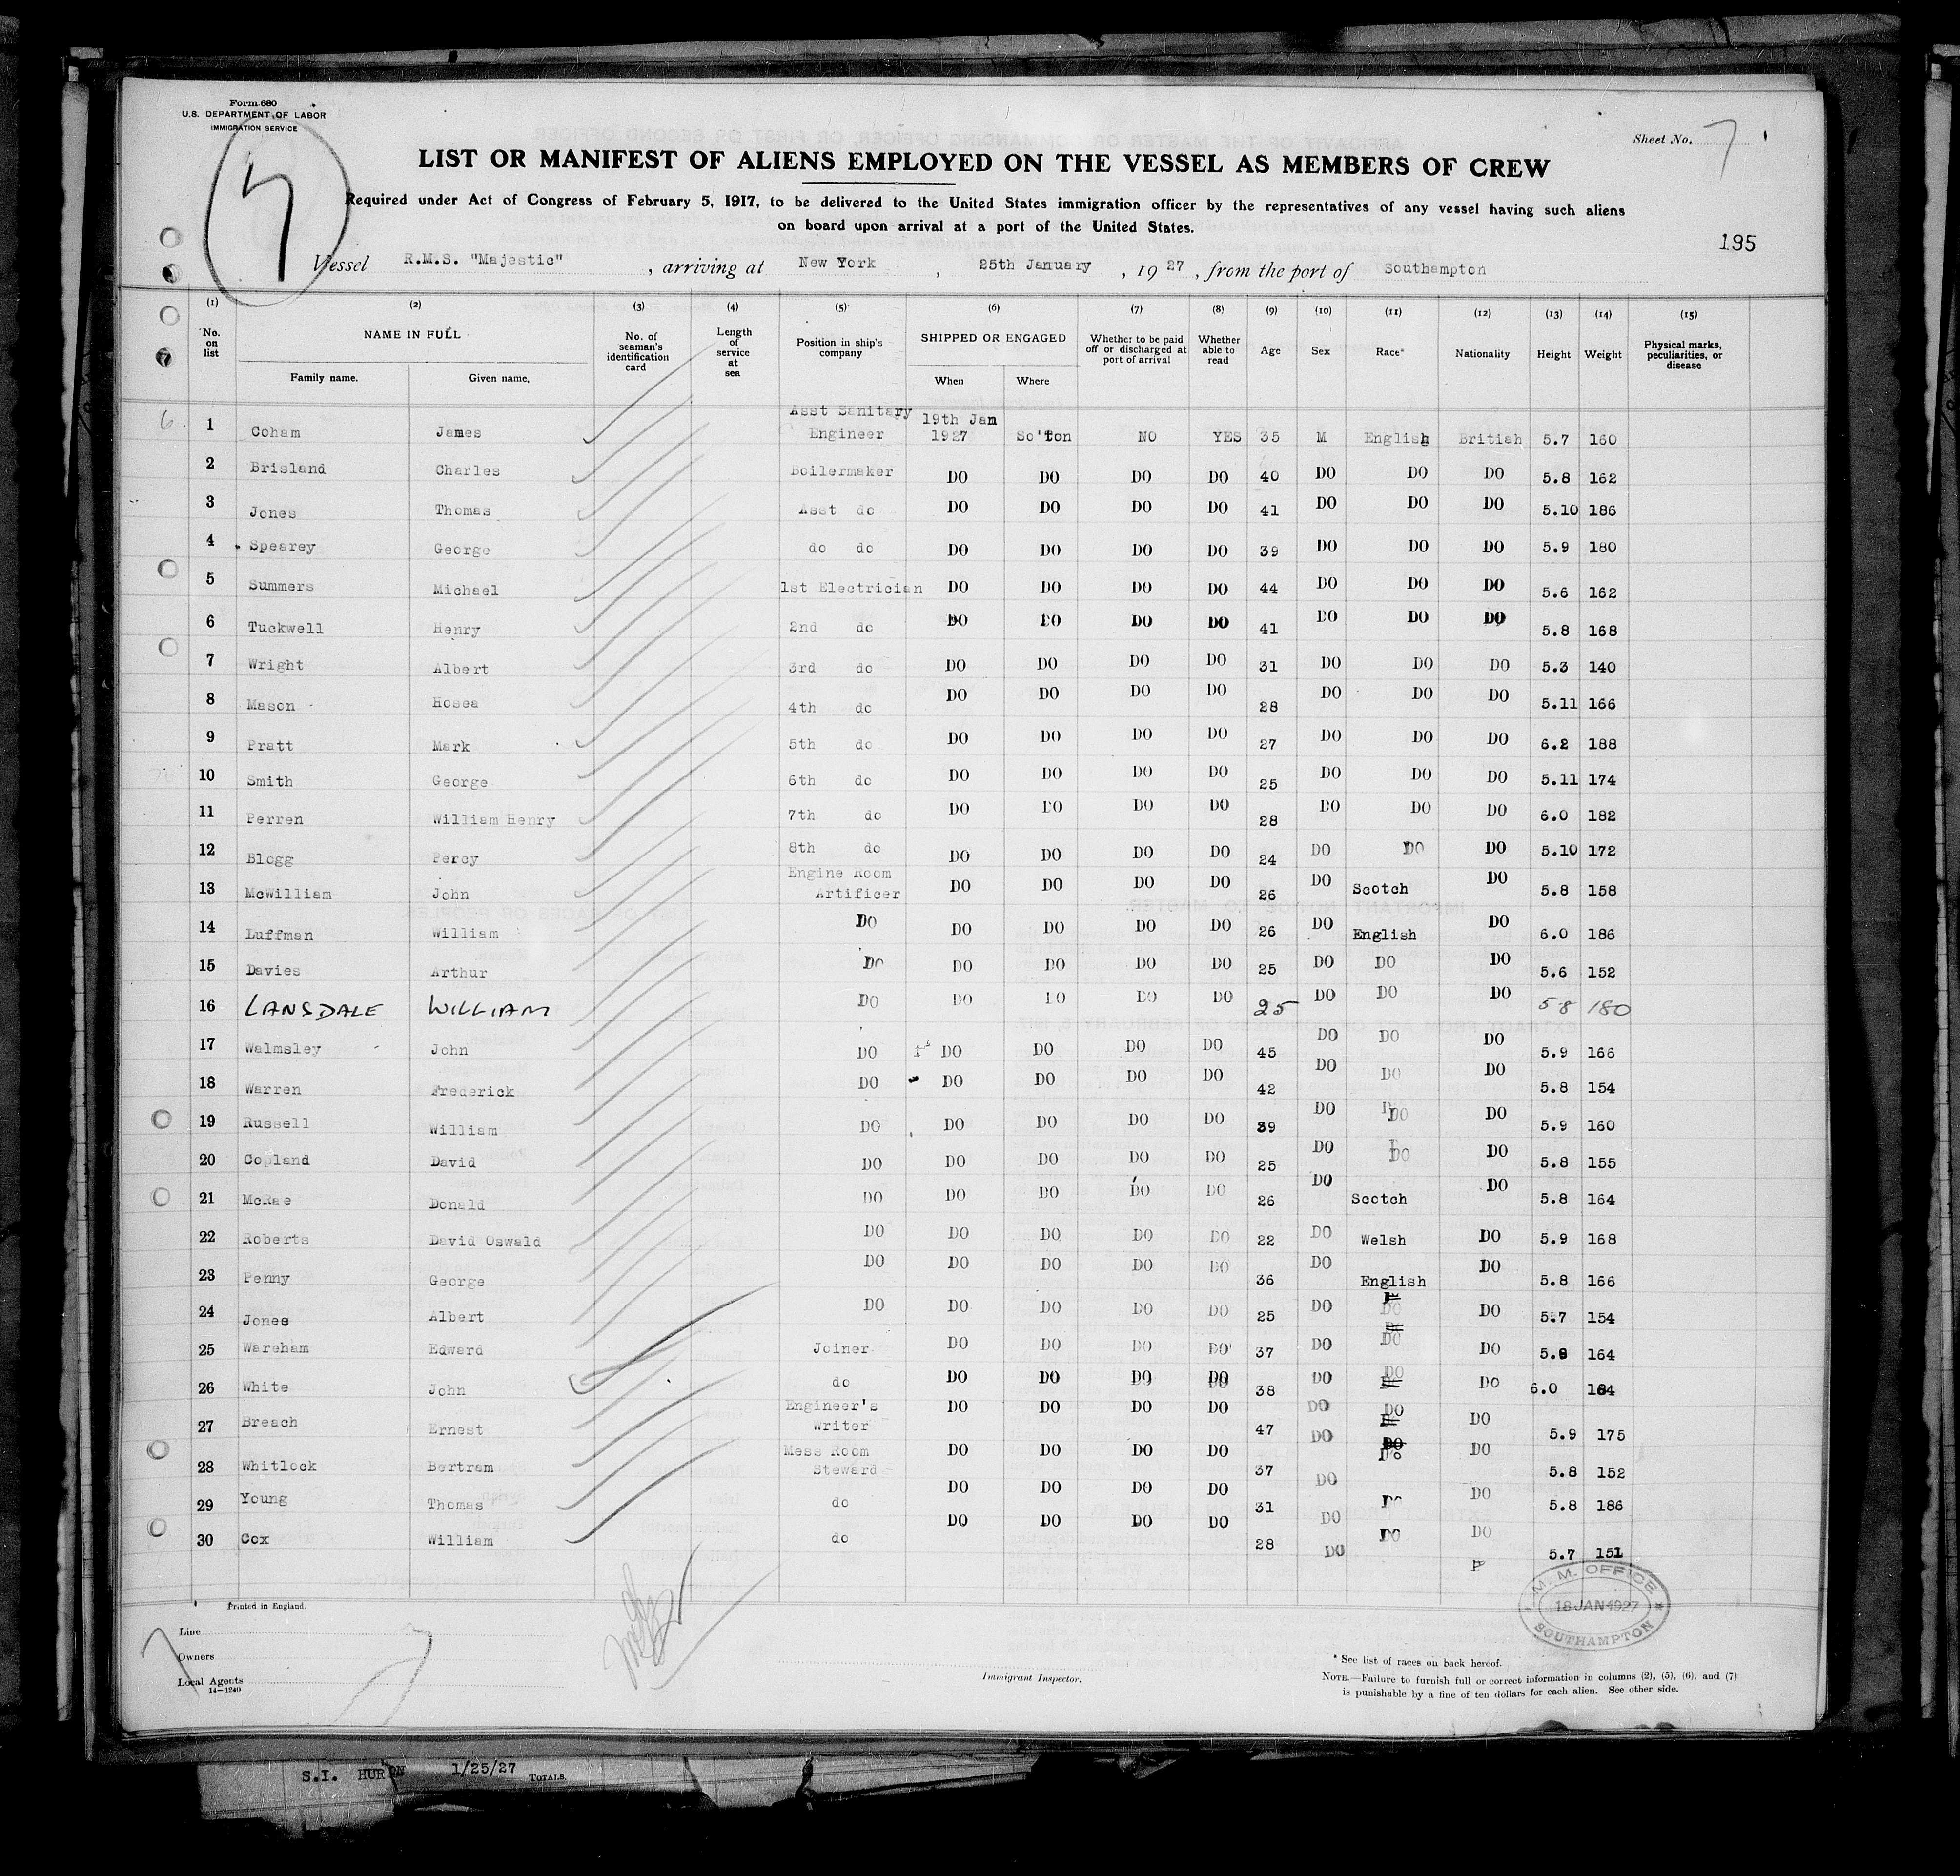 Form 680
U.S. DEPARTMENT OF LABOR
IMMIGRATION SERVICE
Sheet No. 7
7
LIST OR MANIFEST OF ALIENS EMPLOYED ON THE VESSEL AS MEMBERS OF CREW
Required under Act of Congress of February 5, 1917, to be delivered to the United States immigration officer by the representatives of any vessel having such aliens
on board upon arrival at a port of the United States.
195
Vessel R.M.S. "Majestic", arriving at New York, 25th January, 1927, from the port of Southampton
(1) (2) (3) (4) (5) (6) (7) (8) (9) (10) (11) (12) (13) (14) (15)
No. on list NAME IN FULL Family name. Given name. No. of seaman's identification card Length of service at sea Position in ship's company SHIPPED OR ENGAGED When Where Whether to be paid off or discharged at port of arrival Whether able to read Age Sex Race* Nationality Height Weight Physical marks, peculiarities, or disease
6 1 Coham James Asst Sanitary Engineer 19th Jan 1927 So'ton NO YES 35 M English British 5.7 160
2 Brisland Charles Boilermaker DO DO DO DO 40 DO DO DO 5.8 162
3 Jones Thomas Asst do DO DO DO DO 41 DO DO DO 5.10 186
4 Spearey George do do DO DO DO DO 39 DO DO DO 5.9 180
5 Summers Michael 1st Electrician DO DO DO DO 44 DO DO DO 5.6 162
6 Tuckwell Henry 2nd do DO DO DO DO 41 DO DO DO 5.8 168
7 Wright Albert 3rd do DO DO DO DO 31 DO DO DO 5.3 140
8 Mason Hosea 4th do DO DO DO DO 28 DO DO DO 5.11 166
9 Pratt Mark 5th do DO DO DO DO 27 DO DO DO 6.2 188
10 Smith George 6th do DO DO DO DO 25 DO DO DO 5.11 174
11 Perren William Henry 7th do DO DO DO DO 28 DO DO DO 6.0 182
12 Blogg Percy 8th do DO DO DO DO 24 DO DO DO 5.10 172
13 McWilliam John Engine Room Artificer DO DO DO DO 26 DO Scotch DO 5.8 158
14 Luffman William DO DO DO DO DO 26 DO English DO 6.0 186
15 Davies Arthur DO DO DO DO DO 25 DO DO DO 5.6 152
16 LANSDALE WILLIAM DO DO DO DO DO 25 DO DO DO 5 8 180
17 Walmsley John DO DO DO DO DO 45 DO DO DO 5.9 166
18 Warren Frederick DO DO DO DO DO 42 DO DO DO 5.8 154
19 Russell William DO DO DO DO DO 39 DO DO DO 5.9 160
20 Copland David DO DO DO DO DO 25 DO DO DO 5.8 155
21 McRae Donald DO DO DO DO DO 26 DO Scotch DO 5.8 164
22 Roberts David Oswald DO DO DO DO DO 22 DO Welsh DO 5.9 168
23 Penny George DO DO DO DO DO 36 DO English DO 5.8 166
24 Jones Albert DO DO DO DO DO 25 DO DO DO 5.7 154
25 Wareham Edward Joiner DO DO DO DO 37 DO DO DO 5.8 164
26 White John do DO DO DO DO 38 DO DO DO 6.0 184
27 Breach Ernest Engineer's Writer DO DO DO DO 47 DO DO DO 5.9 175
28 Whitlock Bertram Mess Room Steward DO DO DO DO 37 DO DO DO 5.8 152
29 Young Thomas do DO DO DO DO 31 DO DO DO 5.8 186
30 Cox William do DO DO DO DO 28 DO DO DO 5.7 151
M. M. OFFICE
18 JAN 1927
SOUTHAMPTON
Printed in England.
Line
Owners
Local Agents
14-1240
Immigrant Inspector.
* See list of races on back hereof.
NOTE.—Failure to furnish full or correct information in columns (2), (5), (6), and (7)
is punishable by a fine of ten dollars for each alien. See other side.
S.I. HURON 1/25/27 TOTALS